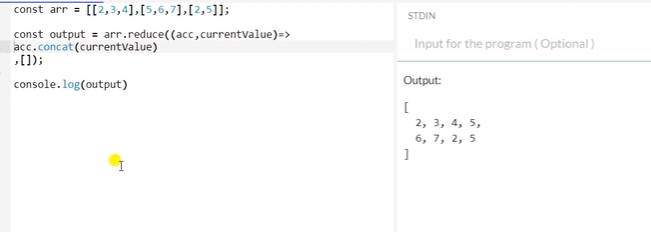 const arr = [[2,3,4],[5,6,7],[2,5]];
const output = arr.reduce((acc,currentValue)=>
acc.concat(currentValue)
,[]);
console.log(output)
STDIN
Input for the program ( Optional )
Output:
[
2, 3, 4, 5,
6, 7, 2, 5
]